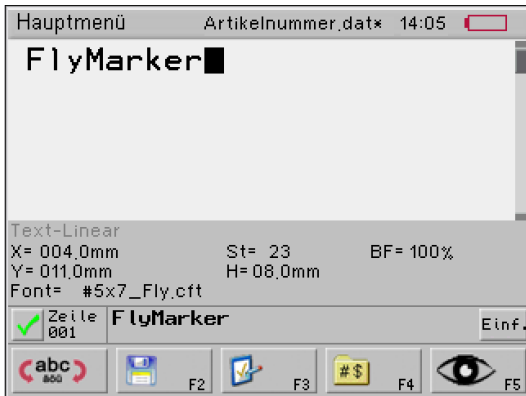 Hauptmenü Artikelnummer.dat* 14:05
FlyMarker
Text-Linear
X= 004.0mm St= 23 BF= 100%
Y= 011.0mm H= 08.0mm
Font= #5x7_Fly.cft
Zeile 001 FlyMarker Einf.
abc F2 F3 #$ F4 F5